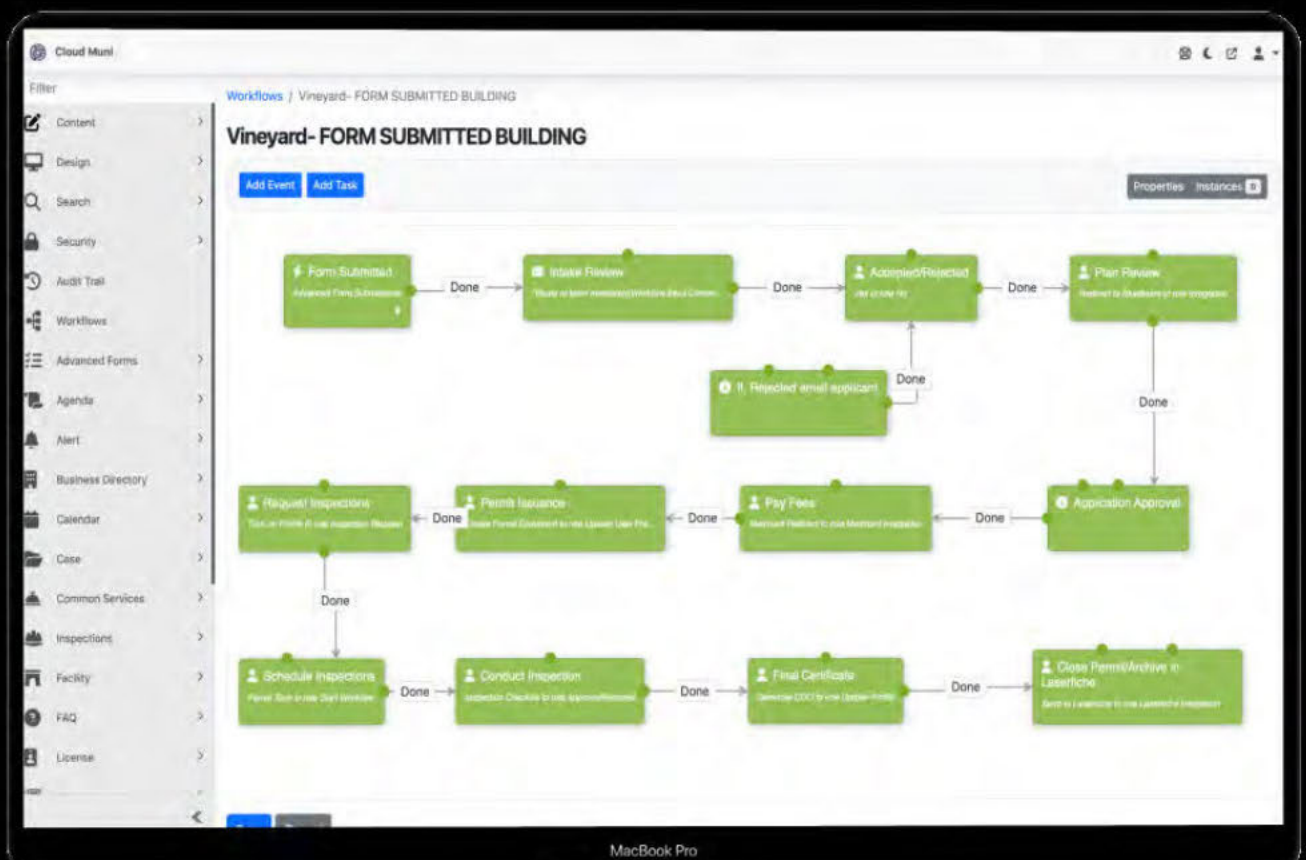 Cloud Muni
Filter
Content
Design
Search
Security
Audit Trail
Workflows
Advanced Forms
Agenda
Alert
Business Directory
Calendar
Case
Common Services
Inspections
Facility
FAQ
License
Workflows / Vineyard- FORM SUBMITTED BUILDING
Vineyard- FORM SUBMITTED BUILDING
Add Event Add Task
Properties Instances 0
Form Submitted
Advanced Form Submissions
Done
Intake Review
Done
Accepted/Rejected
Done
Plan Review
If, Rejected email applicant
Done
Done
Application Approval
Done
Pay Fees
Done
Permit Issuance
Done
Request Inspections
Done
Schedule Inspections
Done
Conduct Inspection
Done
Final Certificate
Done
Close Permit/Archive in
Laserfiche
MacBook Pro